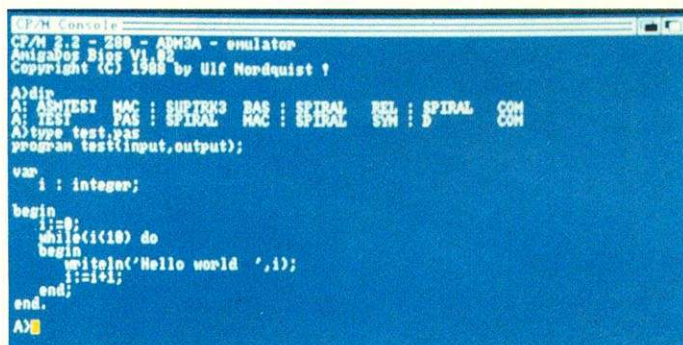 CP/M Console
CP/M 2.2 - Z80 - ADM3A - emulator
AmigaDos Bios V1.02
Copyright (C) 1988 by Ulf Nordquist !
A>dir
A: ASMTEST  MAC : SUPTRK3  BAS : SPIRAL   REL : SPIRAL   COM
A: TEST     PAS : SPIRAL   MAC : SPIRAL   SYM : D        COM
A>type test.pas
program test(input,output);
var
   i : integer;
begin
   i:=0;
   while(i<10) do
   begin
      writeln('Hello world  ',i);
      i:=i+1;
   end;
end.
A>